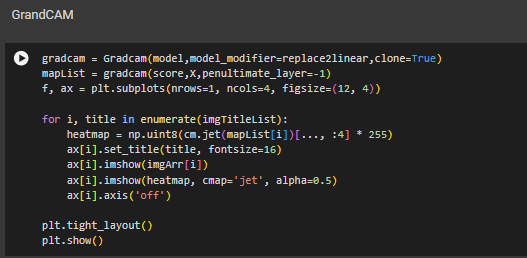 GrandCAM
gradcam = Gradcam(model,model_modifier=replace2linear,clone=True)
mapList = gradcam(score,X,penultimate_layer=-1)
f, ax = plt.subplots(nrows=1, ncols=4, figsize=(12, 4))
for i, title in enumerate(imgTitleList):
    heatmap = np.uint8(cm.jet(mapList[i])[..., :4] * 255)
    ax[i].set_title(title, fontsize=16)
    ax[i].imshow(imgArr[i])
    ax[i].imshow(heatmap, cmap='jet', alpha=0.5)
    ax[i].axis('off')
plt.tight_layout()
plt.show()